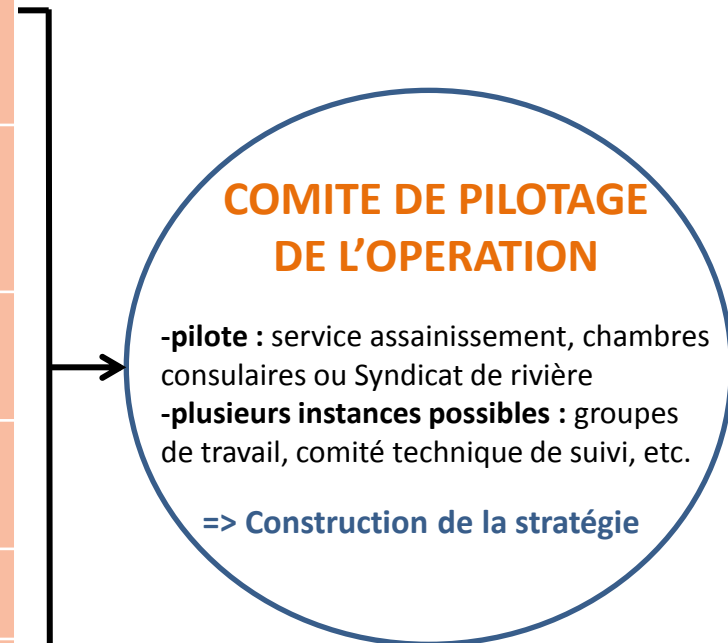 COMITE DE PILOTAGE
DE L'OPERATION
-pilote : service assainissement, chambres
consulaires ou Syndicat de rivière
-plusieurs instances possibles : groupes
de travail, comité technique de suivi, etc.
=> Construction de la stratégie